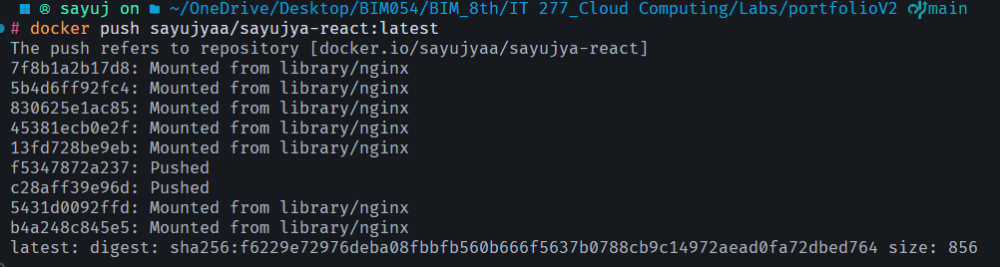 @ sayuj on ~/OneDrive/Desktop/BIM054/BIM_8th/IT 277_Cloud Computing/Labs/portfolioV2 main
# docker push sayujyaa/sayujya-react:latest
The push refers to repository [docker.io/sayujyaa/sayujya-react]
7f8b1a2b17d8: Mounted from library/nginx
5b4d6ff92fc4: Mounted from library/nginx
830625e1ac85: Mounted from library/nginx
45381ecb0e2f: Mounted from library/nginx
13fd728be9eb: Mounted from library/nginx
f5347872a237: Pushed
c28aff39e96d: Pushed
5431d0092ffd: Mounted from library/nginx
b4a248c845e5: Mounted from library/nginx
latest: digest: sha256:f6229e72976deba08fbbfb560b666f5637b0788cb9c14972aead0fa72dbed764 size: 856